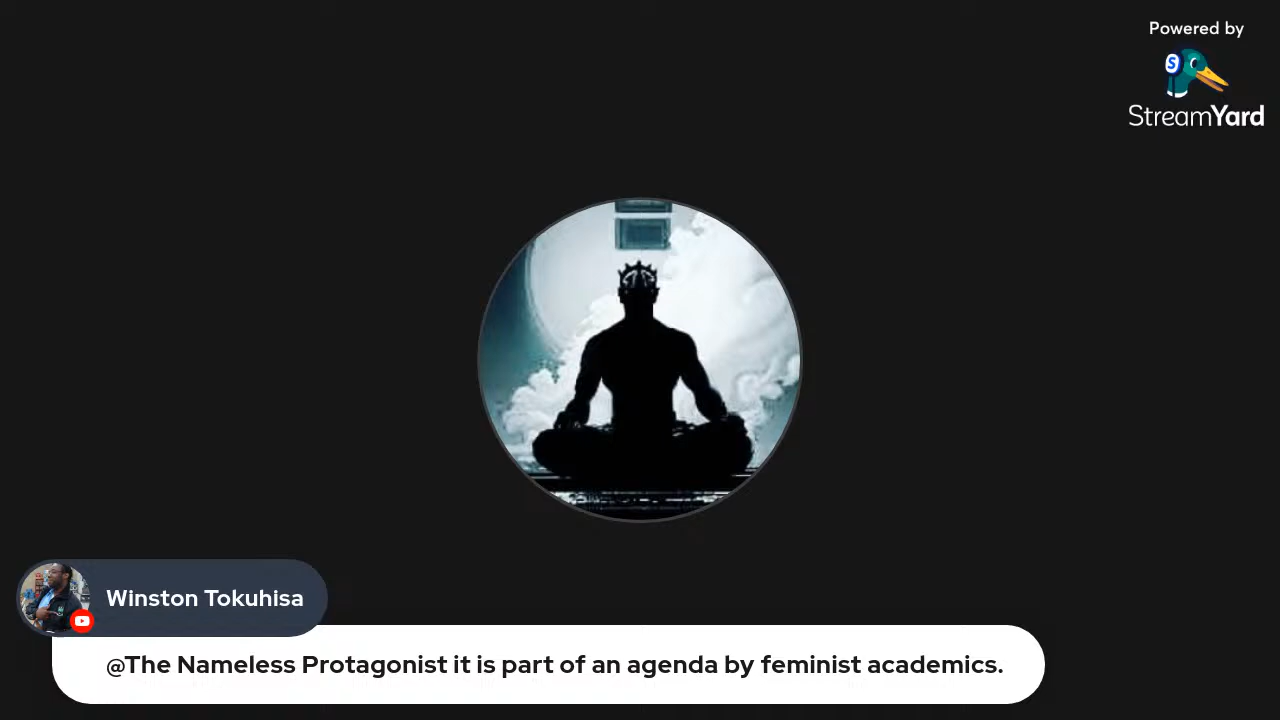 Powered by
StreamYard
Winston Tokuhisa
@The Nameless Protagonist it is part of an agenda by feminist academics.